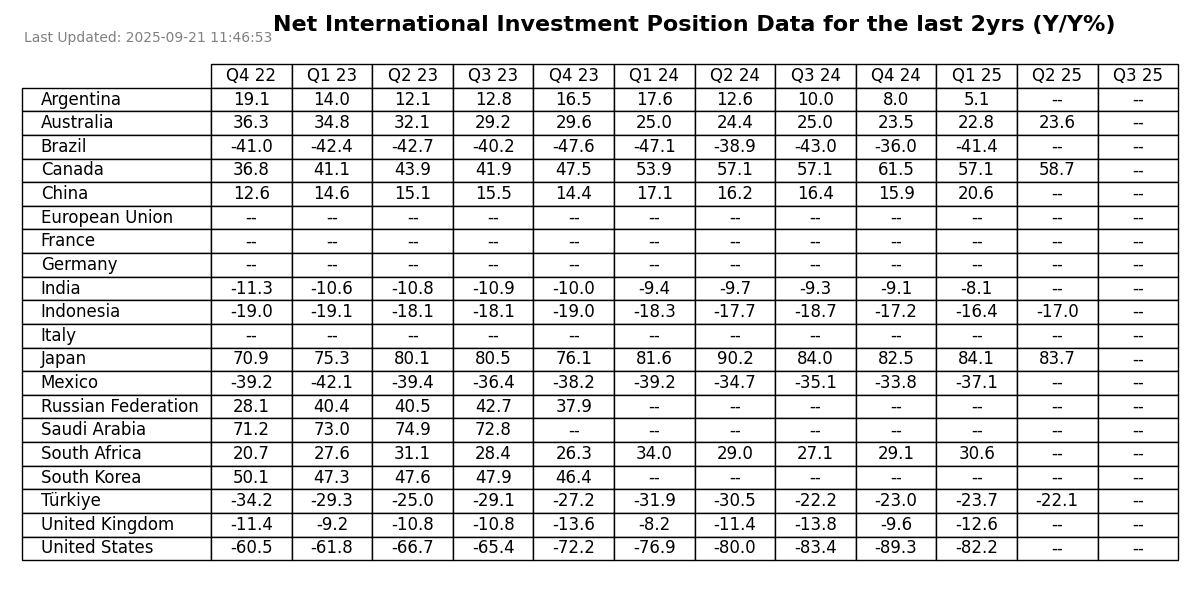 Net International Investment Position Data for the last 2yrs (Y/Y%)
Last Updated: 2025-09-21 11:46:53
Q4 22 Q1 23 Q2 23 Q3 23 Q4 23 Q1 24 Q2 24 Q3 24 Q4 24 Q1 25 Q2 25 Q3 25
Argentina 19.1 14.0 12.1 12.8 16.5 17.6 12.6 10.0 8.0 5.1 -- --
Australia 36.3 34.8 32.1 29.2 29.6 25.0 24.4 25.0 23.5 22.8 23.6 --
Brazil -41.0 -42.4 -42.7 -40.2 -47.6 -47.1 -38.9 -43.0 -36.0 -41.4 -- --
Canada 36.8 41.1 43.9 41.9 47.5 53.9 57.1 57.1 61.5 57.1 58.7 --
China 12.6 14.6 15.1 15.5 14.4 17.1 16.2 16.4 15.9 20.6 -- --
European Union -- -- -- -- -- -- -- -- -- -- -- --
France -- -- -- -- -- -- -- -- -- -- -- --
Germany -- -- -- -- -- -- -- -- -- -- -- --
India -11.3 -10.6 -10.8 -10.9 -10.0 -9.4 -9.7 -9.3 -9.1 -8.1 -- --
Indonesia -19.0 -19.1 -18.1 -18.1 -19.0 -18.3 -17.7 -18.7 -17.2 -16.4 -17.0 --
Italy -- -- -- -- -- -- -- -- -- -- -- --
Japan 70.9 75.3 80.1 80.5 76.1 81.6 90.2 84.0 82.5 84.1 83.7 --
Mexico -39.2 -42.1 -39.4 -36.4 -38.2 -39.2 -34.7 -35.1 -33.8 -37.1 -- --
Russian Federation 28.1 40.4 40.5 42.7 37.9 -- -- -- -- -- -- --
Saudi Arabia 71.2 73.0 74.9 72.8 -- -- -- -- -- -- -- --
South Africa 20.7 27.6 31.1 28.4 26.3 34.0 29.0 27.1 29.1 30.6 -- --
South Korea 50.1 47.3 47.6 47.9 46.4 -- -- -- -- -- -- --
Türkiye -34.2 -29.3 -25.0 -29.1 -27.2 -31.9 -30.5 -22.2 -23.0 -23.7 -22.1 --
United Kingdom -11.4 -9.2 -10.8 -10.8 -13.6 -8.2 -11.4 -13.8 -9.6 -12.6 -- --
United States -60.5 -61.8 -66.7 -65.4 -72.2 -76.9 -80.0 -83.4 -89.3 -82.2 -- --